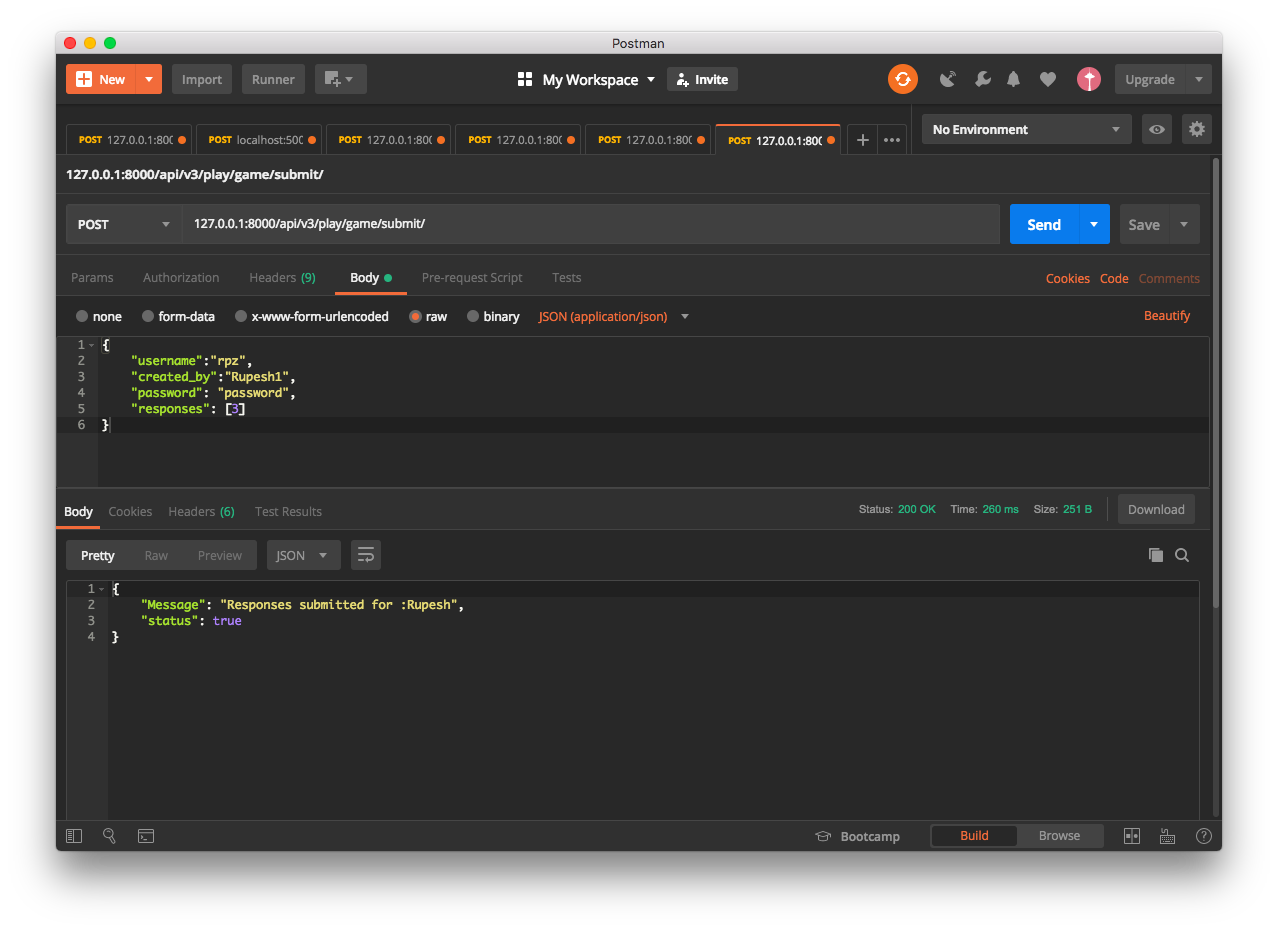 Postman
New Import Runner My Workspace Invite Upgrade
POST 127.0.0.1:800 POST localhost:500 POST 127.0.0.1:800 POST 127.0.0.1:800 POST 127.0.0.1:800 POST 127.0.0.1:800 No Environment
127.0.0.1:8000/api/v3/play/game/submit/
POST 127.0.0.1:8000/api/v3/play/game/submit/ Send Save
Params Authorization Headers (9) Body Pre-request Script Tests Cookies Code Comments
none form-data x-www-form-urlencoded raw binary JSON (application/json) Beautify
1 {
2 "username":"rpz",
3 "created_by":"Rupesh1",
4 "password": "password",
5 "responses": [3]
6 }
Body Cookies Headers (6) Test Results Status: 200 OK Time: 260 ms Size: 251 B Download
Pretty Raw Preview JSON
1 {
2 "Message": "Responses submitted for :Rupesh",
3 "status": true
4 }
Bootcamp Build Browse